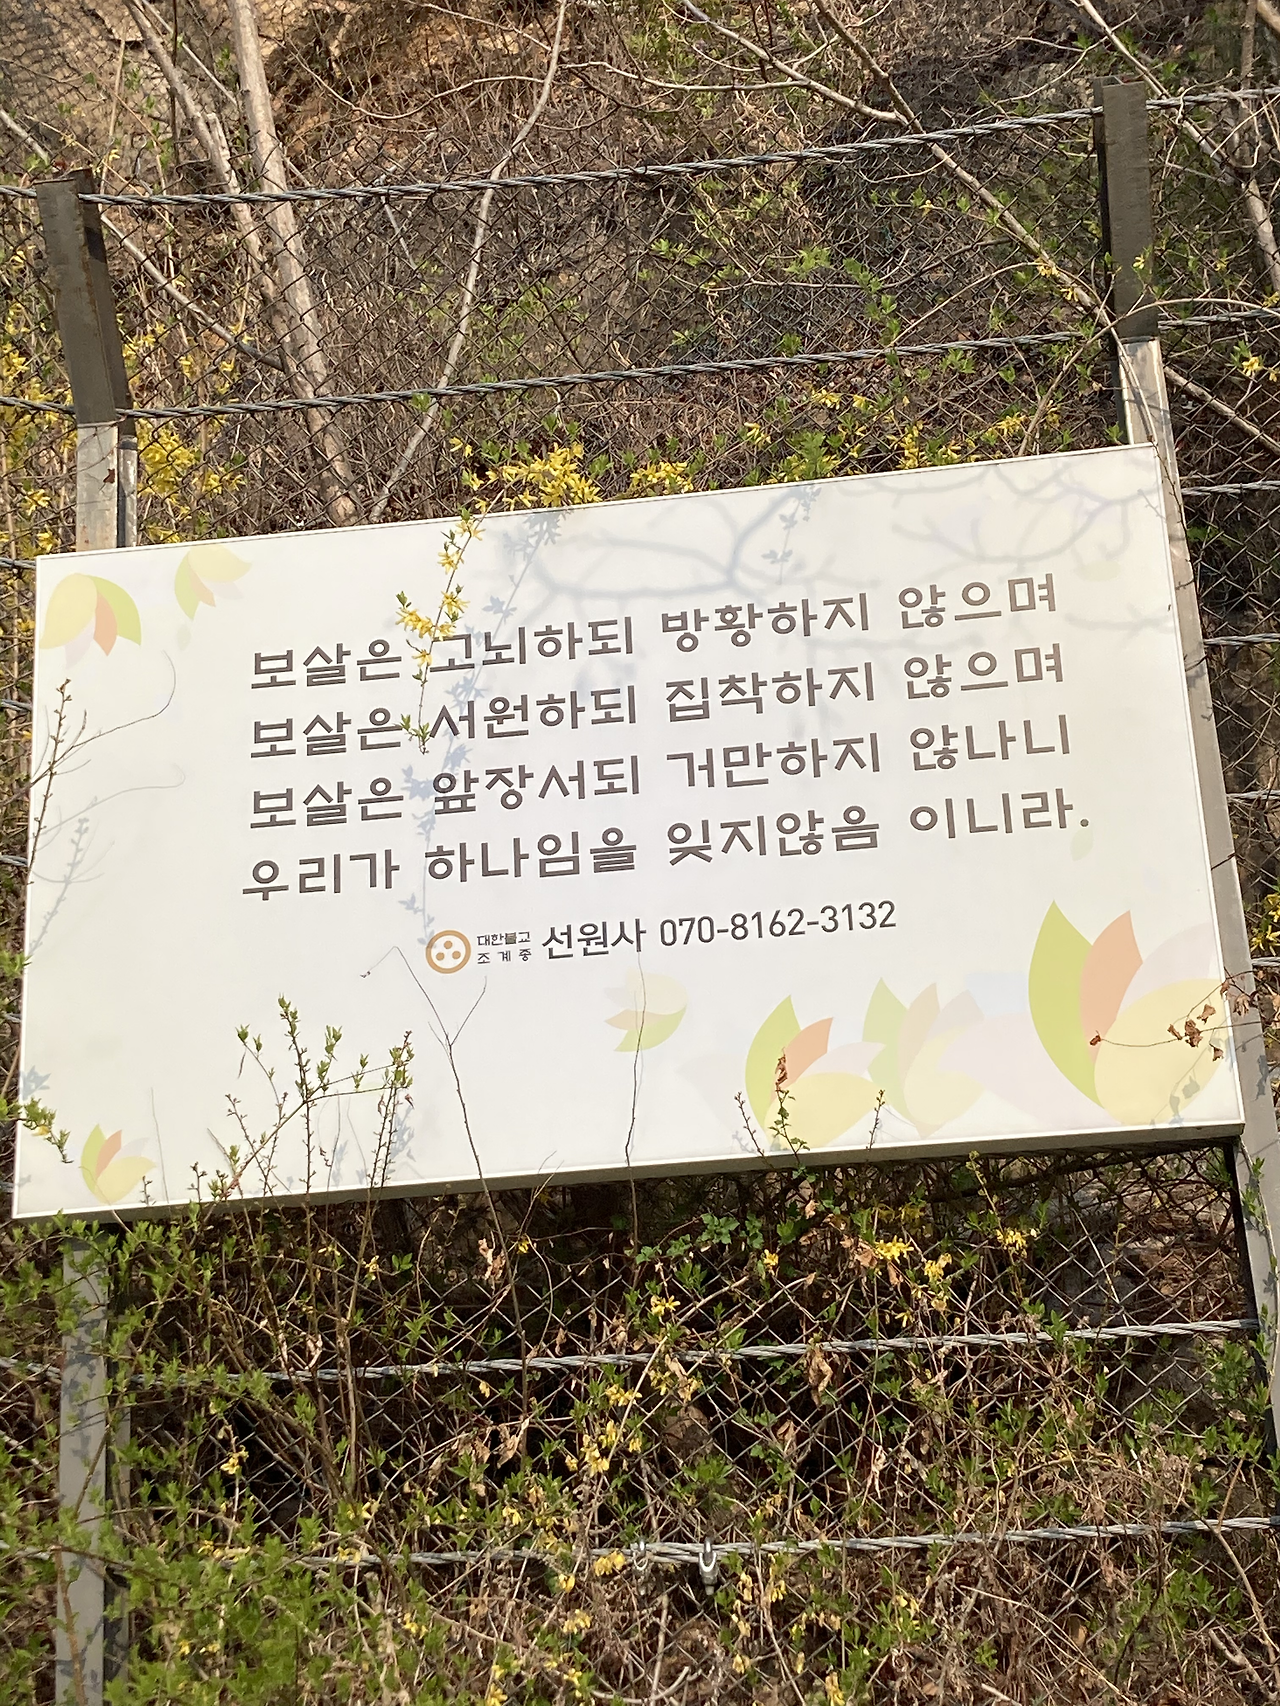 보살은 고뇌하되 방황하지 않으며
보살은 서원하되 집착하지 않으며
보살은 앞장서되 거만하지 않나니
우리가 하나임을 잊지않음 이니라.
대한불교
조계종
선원사 070-8162-3132